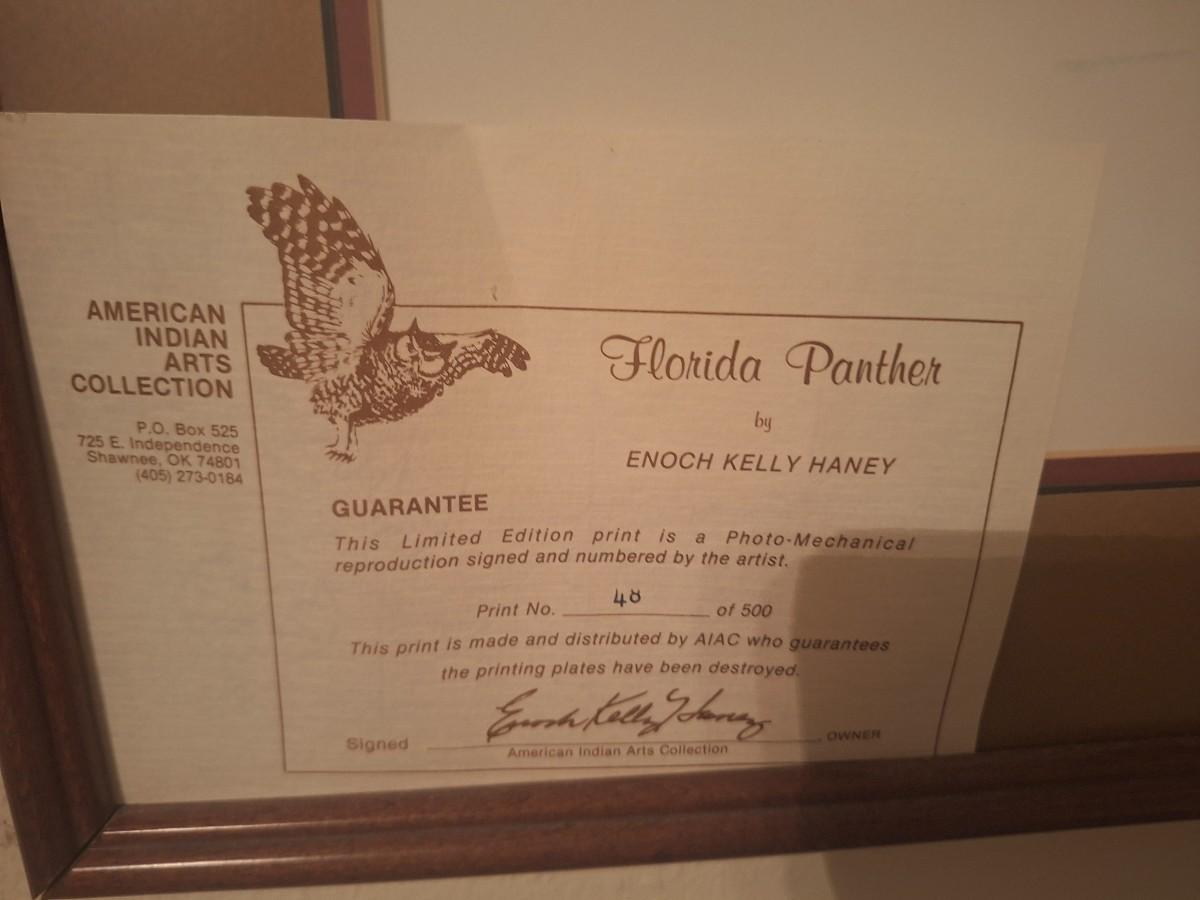 AMERICAN
INDIAN
ARTS
COLLECTION
P.O. Box 525
725 E. Independence
Shawnee, OK 74801
(405) 273-0184
Florida Panther
by
ENOCH KELLY HANEY
GUARANTEE
This Limited Edition print is a Photo-Mechanical
reproduction signed and numbered by the artist.
Print No. 48 of 500
This print is made and distributed by AIAC who guarantees
the printing plates have been destroyed.
Enoch Kelly Haney
Signed OWNER
American Indian Arts Collection